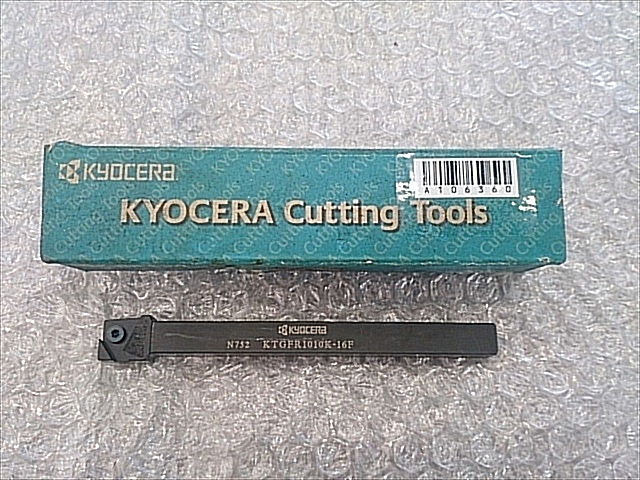 KYOCERA
A106360
KYOCERA Cutting Tools
KYOCERA
N752 KTGFR1010K-16F